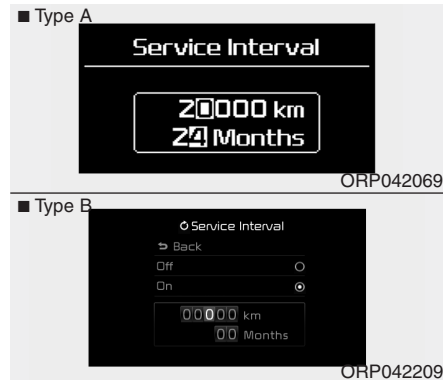 ■ Type A
Service Interval
20000 km
24 Months
ORP042069
■ Type B
Service Interval
Back
Off
On
00000 km
00 Months
ORP042209